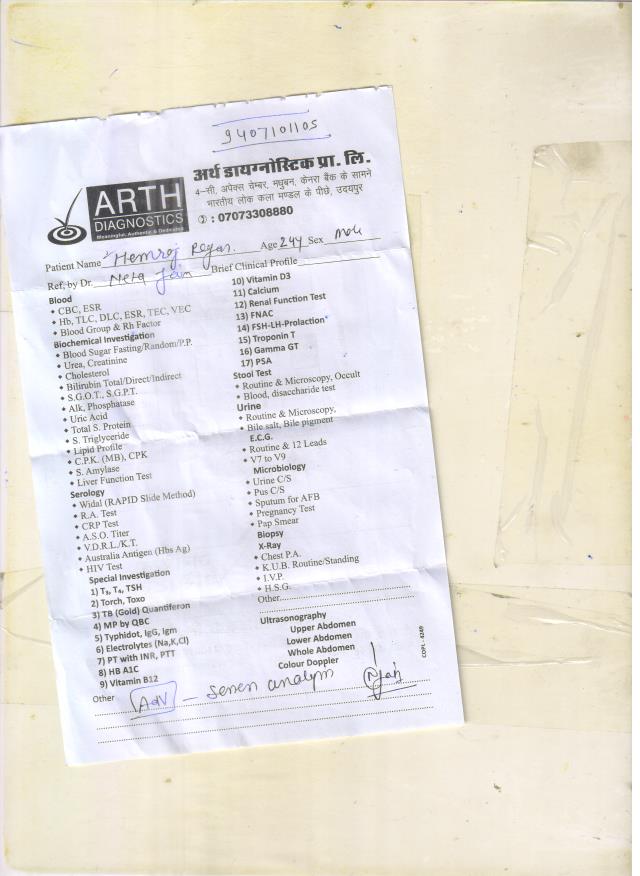 9407101105
ARTH
DIAGNOSTICS
Meaningful, Authentic & Dedicated
अर्थ डायग्नोस्टिक प्रा. लि.
4-सी, अपेक्स चेम्बर, मधुबन, केनरा बैंक के सामने
भारतीय लोक कला मण्डल के पीछे, उदयपुर
: 07073308880
Patient Name Hemraj Age 24Y Sex Male
Ref. by Dr. Neha Jain Brief Clinical Profile
Blood
• CBC, ESR
• Hb, TLC, DLC, ESR, TEC, VEC
• Blood Group & Rh Factor
Biochemical Investigation
• Blood Sugar Fasting/Random/P.P.
• Urea, Creatinine
• Cholesterol
• Bilirubin Total/Direct/Indirect
• S.G.O.T., S.G.P.T.
• Alk, Phosphatase
• Uric Acid
• Total S. Protein
• S. Triglyceride
• Lipid Profile
• C.P.K. (MB), CPK
• S. Amylase
• Liver Function Test
Serology
• Widal (RAPID Slide Method)
• R.A. Test
• CRP Test
• A.S.O. Titer
• V.D.R.L./K.T.
• Australia Antigen (Hbs Ag)
• HIV Test
Special Investigation
1) T₃, T₄, TSH
2) Torch, Toxo
3) TB (Gold) Quantiferon
4) MP by QBC
5) Typhidot, IgG, Igm
6) Electrolytes (Na,K,Cl)
7) PT with INR, PTT
8) HB A1C
9) Vitamin B12
10) Vitamin D3
11) Calcium
12) Renal Function Test
13) FNAC
14) FSH-LH-Prolaction
15) Troponin T
16) Gamma GT
17) PSA
Stool Test
• Routine & Microscopy, Occult
• Blood, disaccharide test
Urine
• Routine & Microscopy,
• Bile salt, Bile pigment
E.C.G.
• Routine & 12 Leads
• V7 to V9
Microbiology
• Urine C/S
• Pus C/S
• Sputum for AFB
• Pregnancy Test
• Pap Smear
Biopsy
X-Ray
• Chest P.A.
• K.U.B. Routine/Standing
• I.V.P.
• H.S.G.
Other
Ultrasonography
Upper Abdomen
Lower Abdomen
Whole Abdomen
Colour Doppler
COPL - 4269
Other
Adv - semen analysis